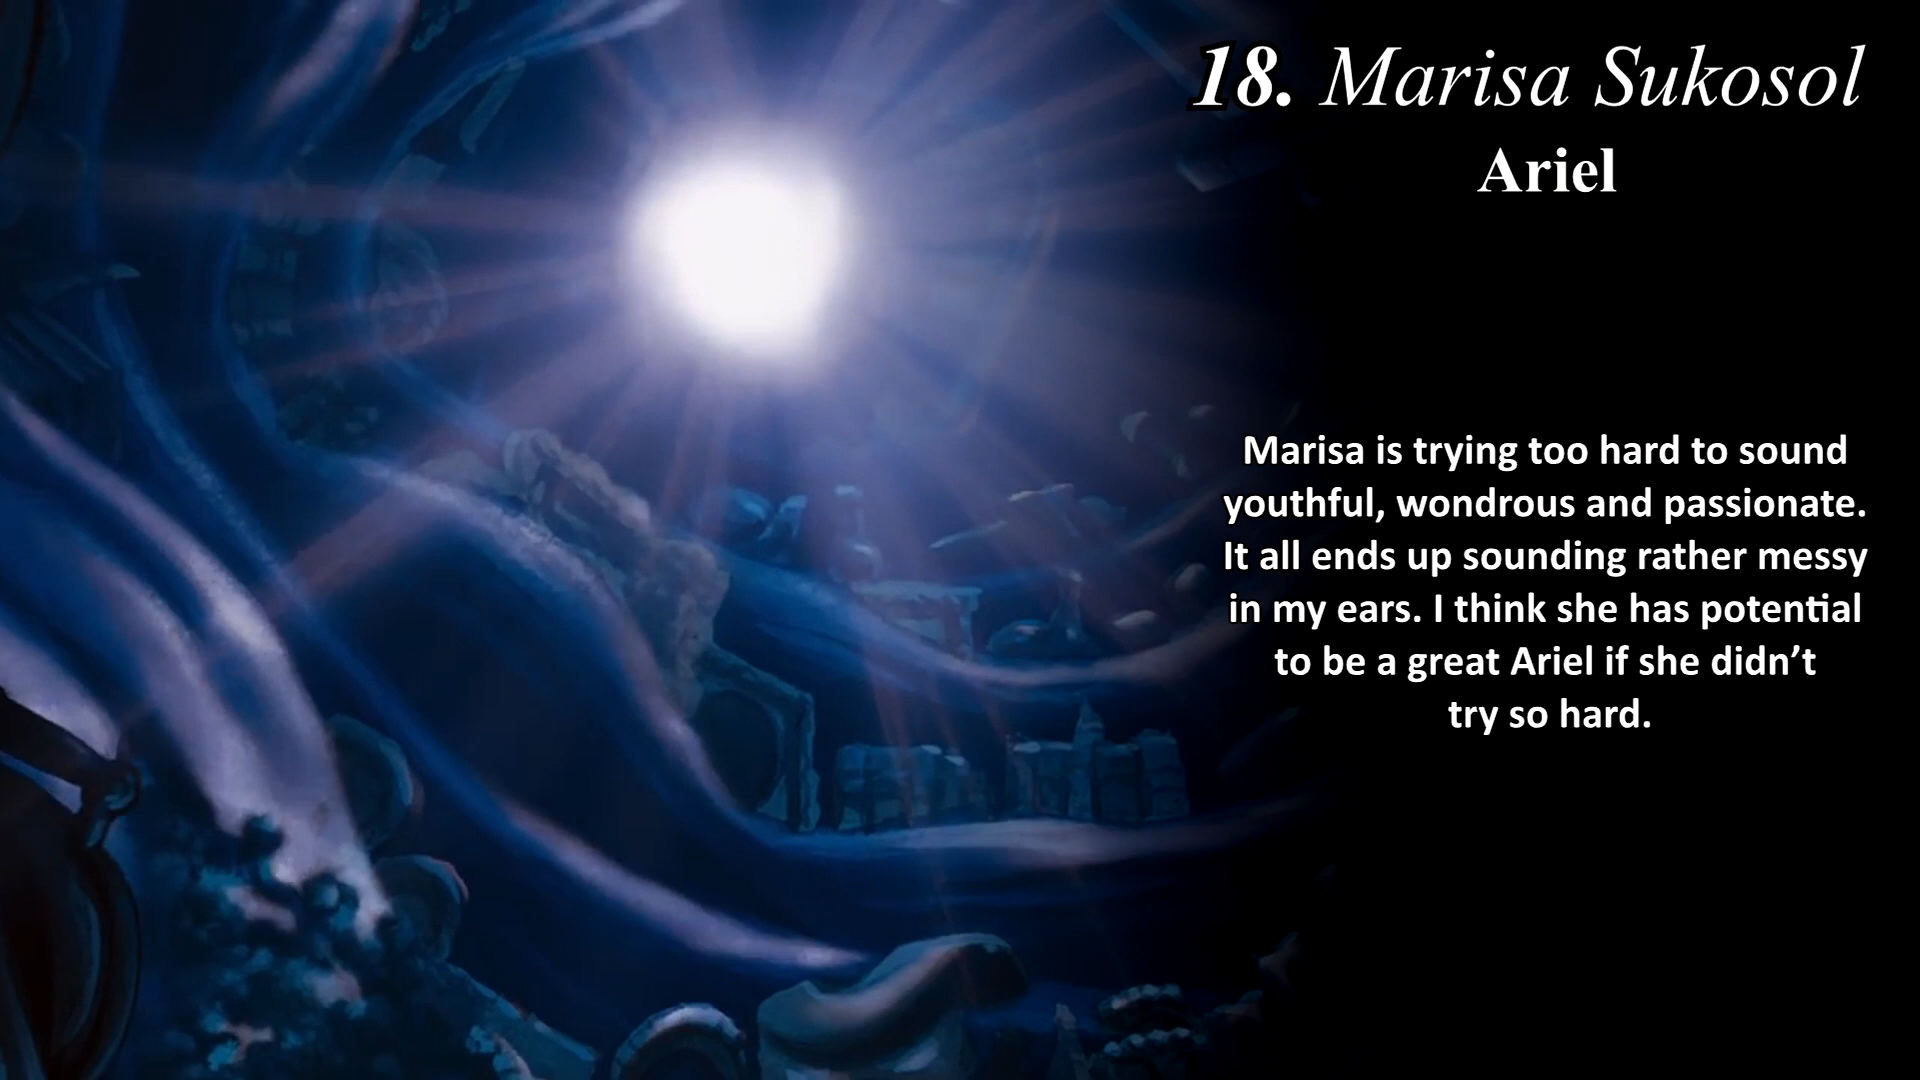 18. Marisa Sukosol
Ariel
Marisa is trying too hard to sound
youthful, wondrous and passionate.
It all ends up sounding rather messy
in my ears. I think she has potential
to be a great Ariel if she didn’t
try so hard.